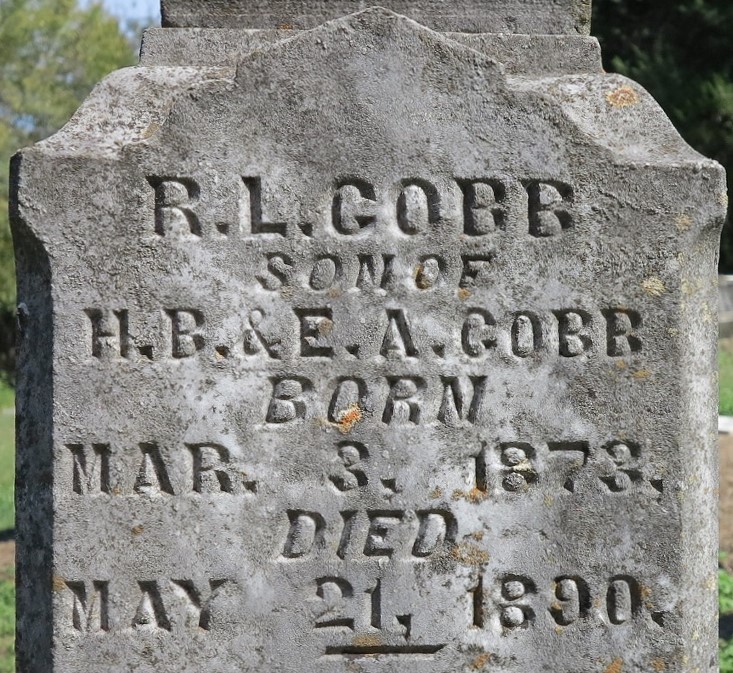 R. L. COBB
SON OF
H. B. & E. A. COBB
BORN
MAR. 3, 1873.
DIED
MAY 21, 1890.